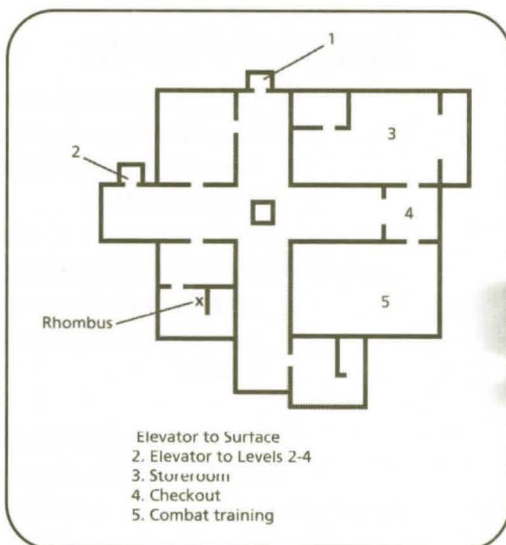 1
2
3
4
5
x
Rhombus
Elevator to Surface
2. Elevator to Levels 2-4
3. Storeroom
4. Checkout
5. Combat training